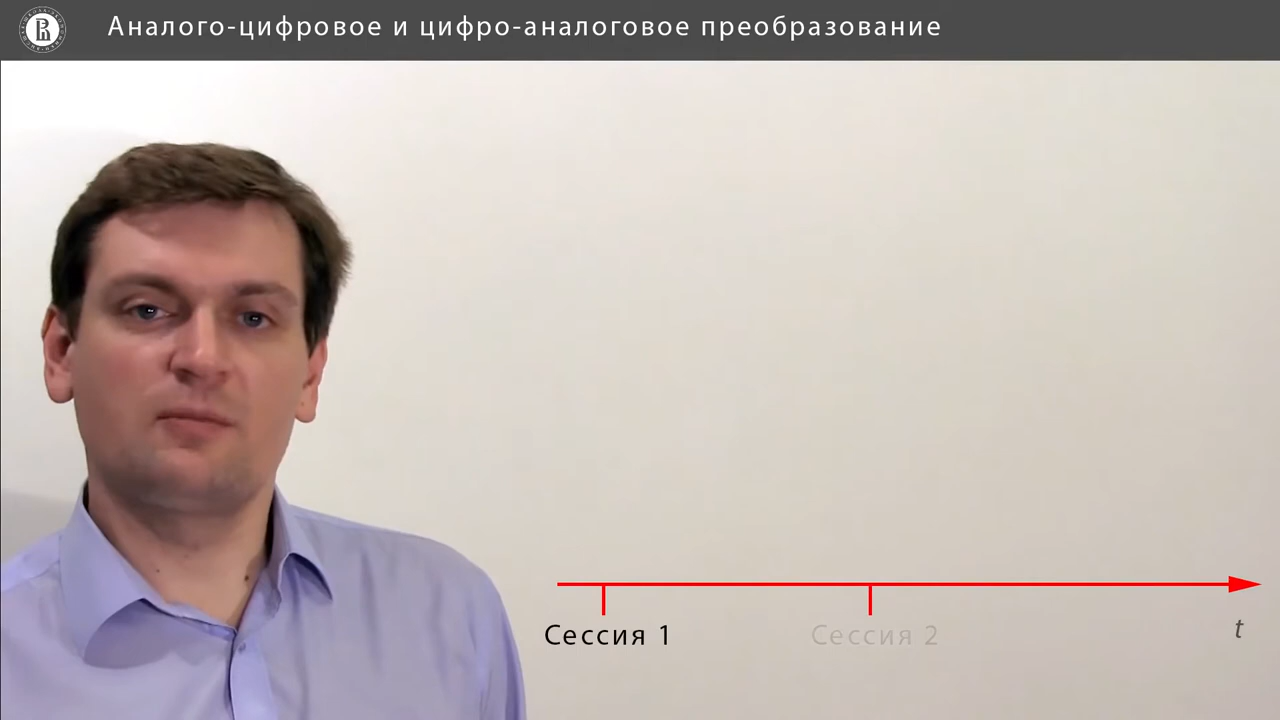 Аналого-цифровое и цифро-аналоговое преобразование
Сессия 1
Сессия 2
t